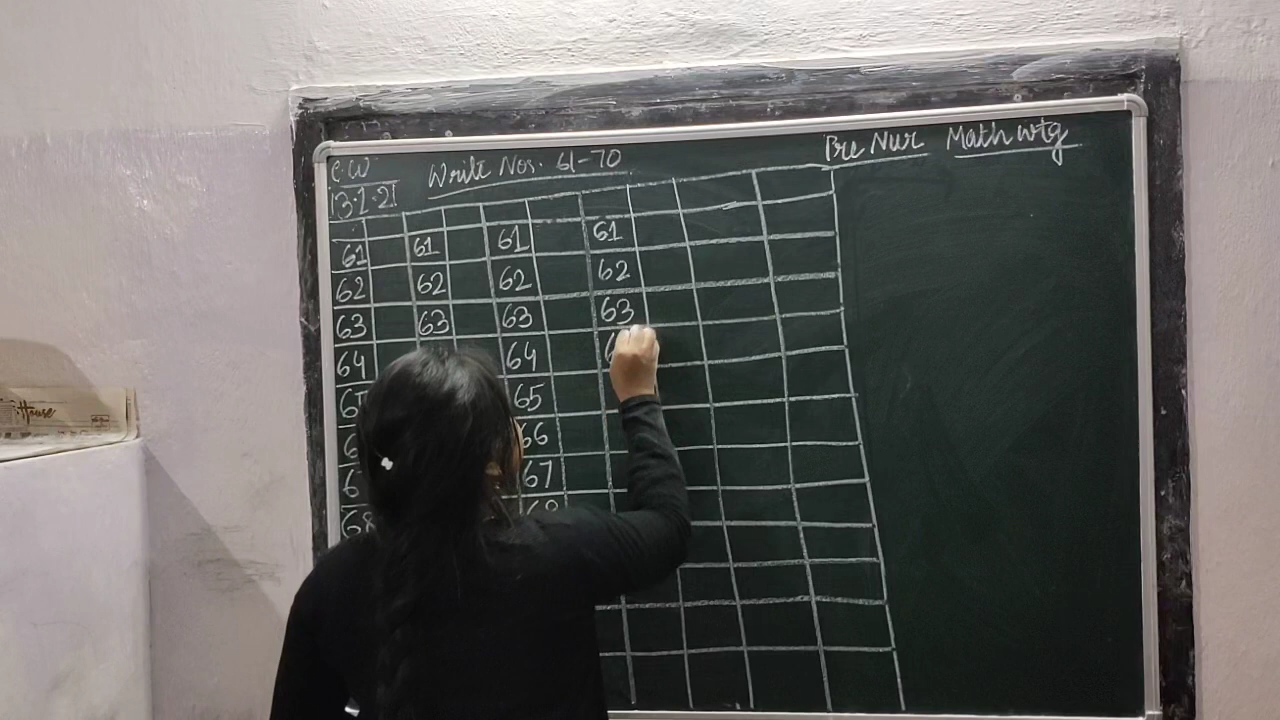 C.W Write Nos. 61-70 Pre Nur Math wtg
13.2.21
61 61 61 61
62 62 62 62
63 63 63 63
64 64
65
66
67
68
House